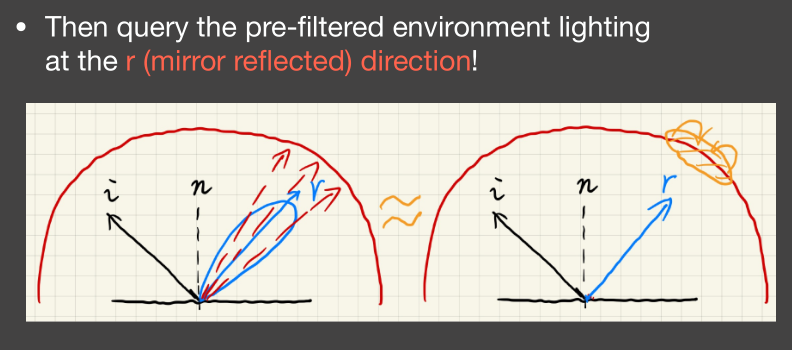 • Then query the pre-filtered environment lighting
at the r (mirror reflected) direction!
i n r ≈ i n r